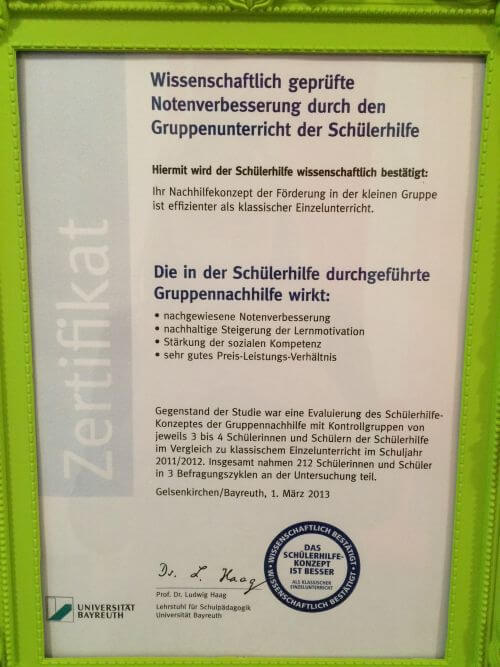 Zertifikat
Wissenschaftlich geprüfte
Notenverbesserung durch den
Gruppenunterricht der Schülerhilfe
Hiermit wird der Schülerhilfe wissenschaftlich bestätigt:
Ihr Nachhilfekonzept der Förderung in der kleinen Gruppe
ist effizienter als klassischer Einzelunterricht.
Die in der Schülerhilfe durchgeführte
Gruppennachhilfe wirkt:
• nachgewiesene Notenverbesserung
• nachhaltige Steigerung der Lernmotivation
• Stärkung der sozialen Kompetenz
• sehr gutes Preis-Leistungs-Verhältnis
Gegenstand der Studie war eine Evaluierung des Schülerhilfe-
Konzeptes der Gruppennachhilfe mit Kontrollgruppen von
jeweils 3 bis 4 Schülerinnen und Schülern der Schülerhilfe
im Vergleich zu klassischem Einzelunterricht im Schuljahr
2011/2012. Insgesamt nahmen 212 Schülerinnen und Schüler
in 3 Befragungszyklen an der Untersuchung teil.
Gelsenkirchen/Bayreuth, 1. März 2013
WISSENSCHAFTLICH BESTÄTIGT
DAS
SCHÜLERHILFE-
KONZEPT
IST BESSER
ALS KLASSISCHER
EINZELUNTERRICHT
WISSENSCHAFTLICH BESTÄTIGT
Dr. L. Haag
Prof. Dr. Ludwig Haag
Lehrstuhl für Schulpädagogik
Universität Bayreuth
UNIVERSITÄT
BAYREUTH